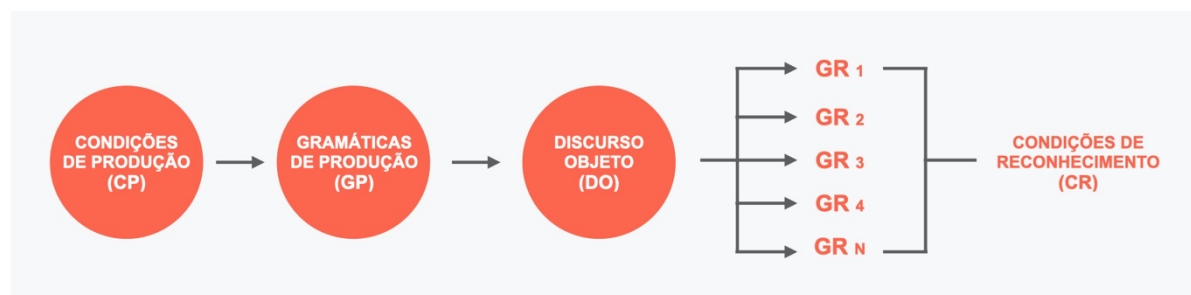 CONDIÇÕES
DE PRODUÇÃO
(CP)
GRAMÁTICAS
DE PRODUÇÃO
(GP)
DISCURSO
OBJETO
(DO)
GR 1
GR 2
GR 3
GR 4
GR N
CONDIÇÕES DE
RECONHECIMENTO
(CR)